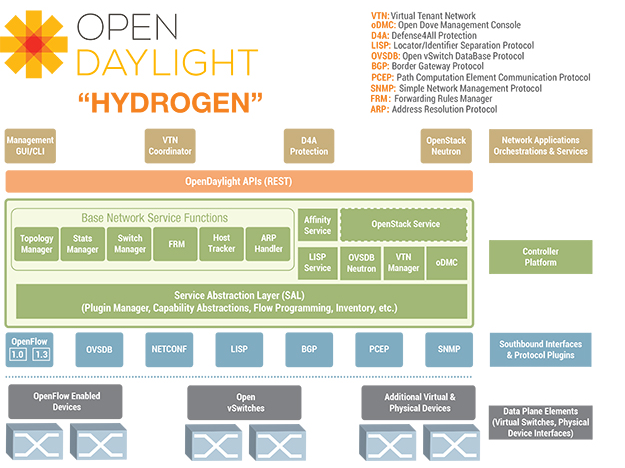 OPEN
DAYLIGHT
“HYDROGEN”
VTN: Virtual Tenant Network
oDMC: Open Dove Management Console
D4A: Defense4All Protection
LISP: Locator/Identifier Separation Protocol
OVSDB: Open vSwitch DataBase Protocol
BGP: Border Gateway Protocol
PCEP: Path Computation Element Communication Protocol
SNMP: Simple Network Management Protocol
FRM: Forwarding Rules Manager
ARP: Address Resolution Protocol
Management
GUI/CLI
VTN
Coordinator
D4A
Protection
OpenStack
Neutron
Network Applications
Orchestrations & Services
OpenDaylight APIs (REST)
Base Network Service Functions
Topology
Manager
Stats
Manager
Switch
Manager
FRM
Host
Tracker
ARP
Handler
Affinity
Service
OpenStack Service
LISP
Service
OVSDB
Neutron
VTN
Manager
oDMC
Controller
Platform
Service Abstraction Layer (SAL)
(Plugin Manager, Capability Abstractions, Flow Programming, Inventory, etc.)
OpenFlow
1.0 1.3
OVSDB
NETCONF
LISP
BGP
PCEP
SNMP
Southbound Interfaces
& Protocol Plugins
OpenFlow Enabled
Devices
Open
vSwitches
Additional Virtual &
Physical Devices
Data Plane Elements
(Virtual Switches, Physical
Device Interfaces)